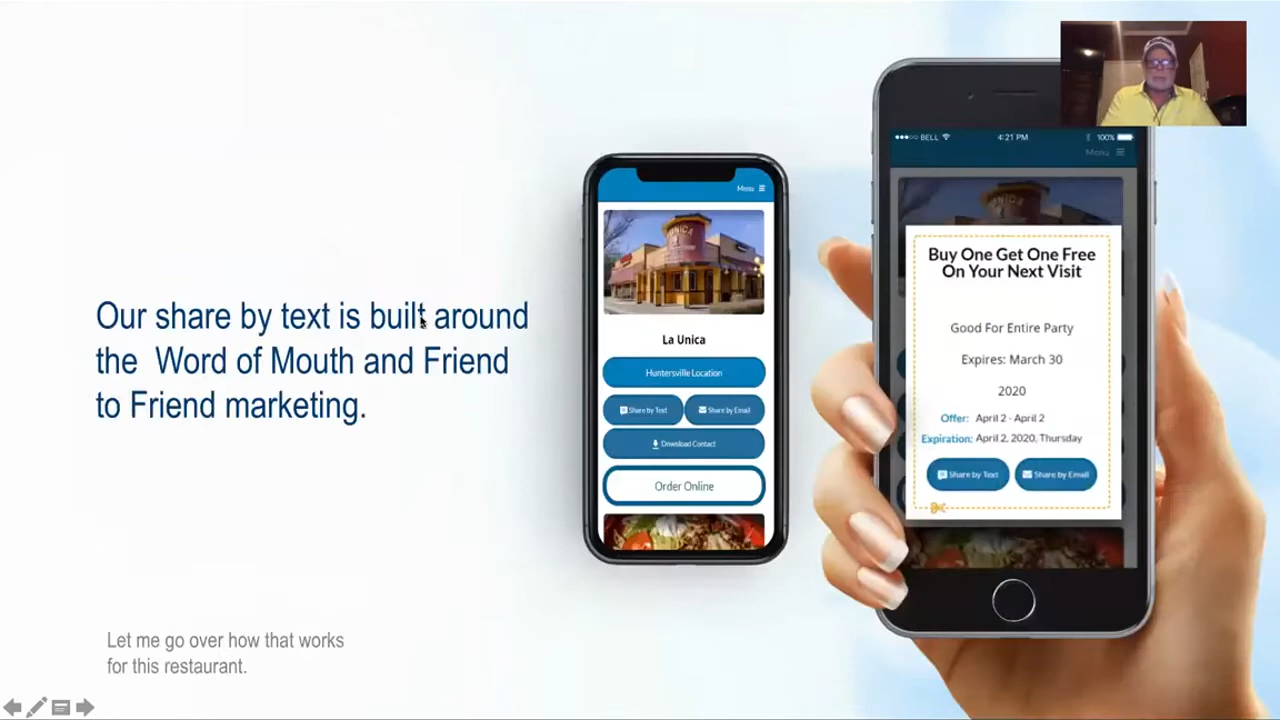 Our share by text is built around
the Word of Mouth and Friend
to Friend marketing.
Let me go over how that works
for this restaurant.
Menu
UNICA
La Unica
Huntersville Location
Share by Text
Share by Email
Download Contact
Order Online
BELL
4:21 PM
100%
Menu
Buy One Get One Free
On Your Next Visit
Good For Entire Party
Expires: March 30
2020
Offer: April 2 - April 2
Expiration: April 2, 2020, Thursday
Share by Text
Share by Email